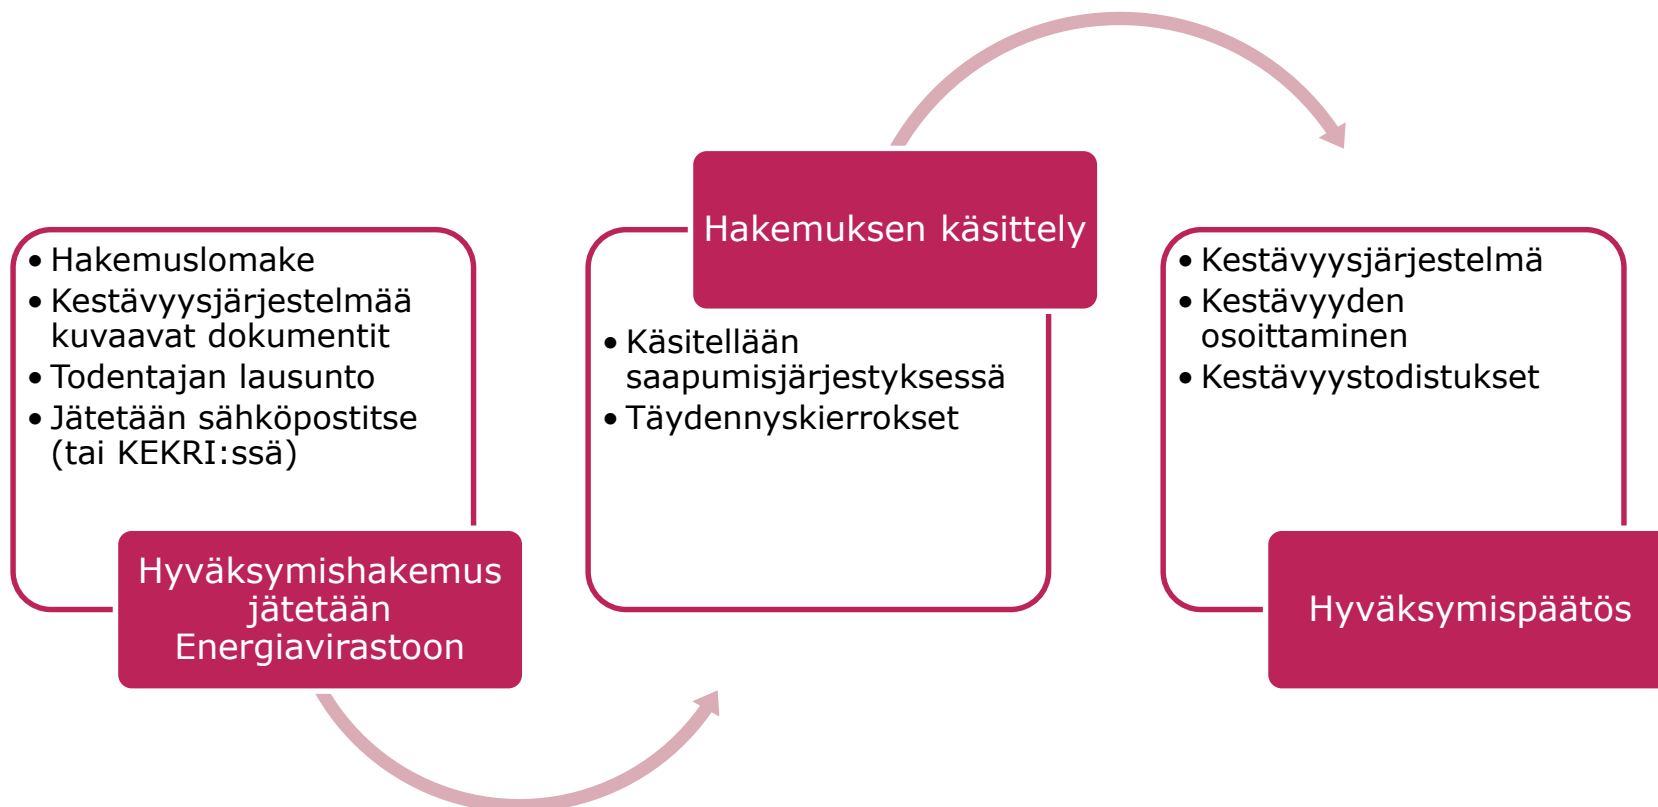 • Hakemuslomake
• Kestävyysjärjestelmää
kuvaavat dokumentit
• Todentajan lausunto
• Jätetään sähköpostitse
(tai KEKRI:ssä)
Hyväksymishakemus
jätetään
Energiavirastoon
Hakemuksen käsittely
• Käsitellään
saapumisjärjestyksessä
• Täydennyskierrokset
• Kestävyysjärjestelmä
• Kestävyyden
osoittaminen
• Kestävyystodistukset
Hyväksymispäätös